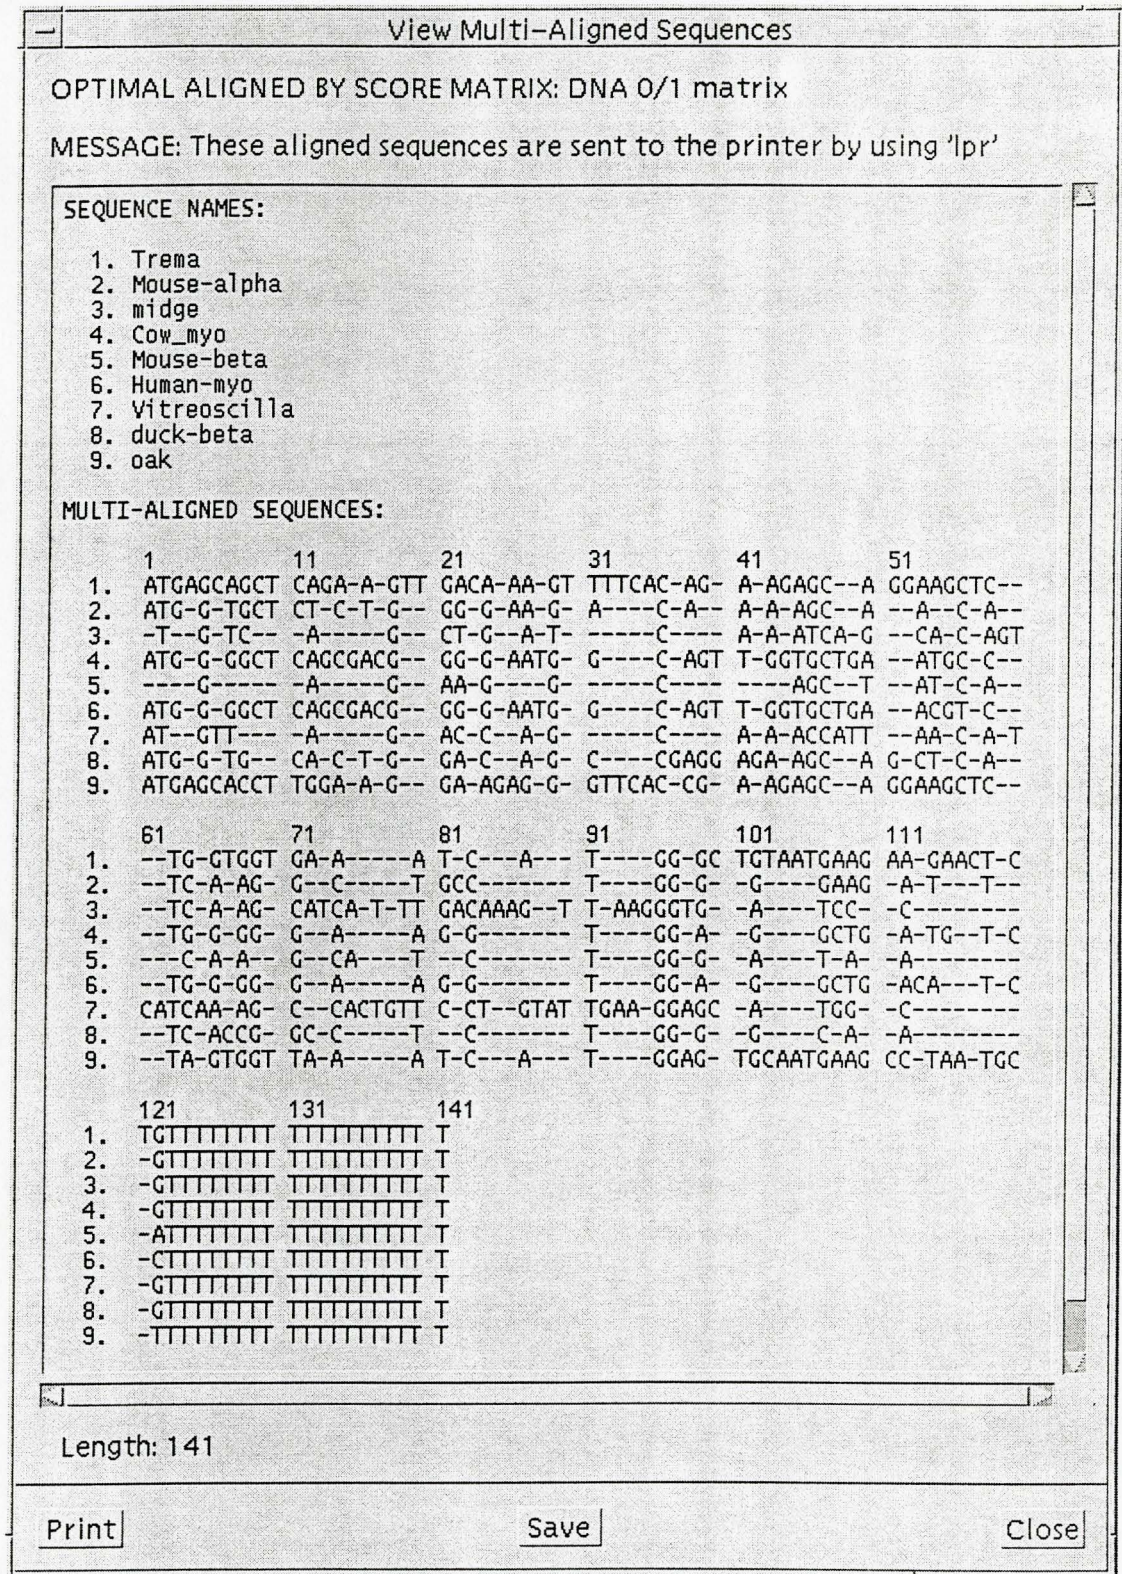 View Multi-Aligned Sequences
OPTIMAL ALIGNED BY SCORE MATRIX: DNA 0/1 matrix
MESSAGE: These aligned sequences are sent to the printer by using 'lpr'
SEQUENCE NAMES:
1. Trema
2. Mouse-alpha
3. midge
4. Cow_myo
5. Mouse-beta
6. Human-myo
7. Vitreoscilla
8. duck-beta
9. oak
MULTI-ALIGNED SEQUENCES:
1 11 21 31 41 51
1. ATGAGCAGCT CAGA-A-GTT GACA-AA-GT TTTCAC-AG- A-AGAGC--A GGAAGCTC--
2. ATG-G-TGCT CT-C-T-G-- GG-G-AA-G- A----C-A-- A-A-AGC--A --A--C-A--
3. -T--G-TC-- -A-----G-- CT-G--A-T- -----C---- A-A-ATCA-G --CA-C-AGT
4. ATG-G-GGCT CAGCGACG-- GG-G-AATG- G----C-AGT T-GGTGCTGA --ATGC-C--
5. ----G----- -A-----G-- AA-G----G- -----C---- ----AGC--T --AT-C-A--
6. ATG-G-GGCT CAGCGACG-- GG-G-AATG- G----C-AGT T-GGTGCTGA --ACGT-C--
7. AT--GTT--- -A-----G-- AC-C--A-G- -----C---- A-A-ACCATT --AA-C-A-T
8. ATG-G-TG-- CA-C-T-G-- GA-C--A-G- C----CGAGG AGA-AGC--A G-CT-C-A--
9. ATGAGCACCT TGGA-A-G-- GA-AGAG-G- GTTCAC-CG- A-AGAGC--A GGAAGCTC--
61 71 81 91 101 111
1. --TG-GTGGT GA-A-----A T-C---A--- T----GG-GC TGTAATGAAG AA-GAACT-C
2. --TC-A-AG- G--C-----T GCC------- T----GG-G- -G----GAAG -A-T---T--
3. --TC-A-AG- CATCA-T-TT GACAAAG--T T-AAGGGTG- -A----TCC- -C--------
4. --TG-G-GG- G--A-----A G-G------- T----GG-A- -G----GCTG -A-TG--T-C
5. ---C-A-A-- G--CA----T --C------- T----GG-G- -A----T-A- -A--------
6. --TG-G-GG- G--A-----A G-G------- T----GG-A- -G----GCTG -ACA---T-C
7. CATCAA-AG- C--CACTGTT C-CT--GTAT TGAA-GGAGC -A----TGG- -C--------
8. --TC-ACCG- GC-C-----T --C------- T----GG-G- -G----C-A- -A--------
9. --TA-GTGGT TA-A-----A T-C---A--- T----GGAG- TGCAATGAAG CC-TAA-TGC
121 131 141
1. TGTTTTTTTT TTTTTTTTTT T
2. -GTTTTTTTT TTTTTTTTTT T
3. -GTTTTTTTT TTTTTTTTTT T
4. -GTTTTTTTT TTTTTTTTTT T
5. -ATTTTTTTT TTTTTTTTTT T
6. -CTTTTTTTT TTTTTTTTTT T
7. -GTTTTTTTT TTTTTTTTTT T
8. -GTTTTTTTT TTTTTTTTTT T
9. -TTTTTTTTT TTTTTTTTTT T
Length: 141
Print Save Close